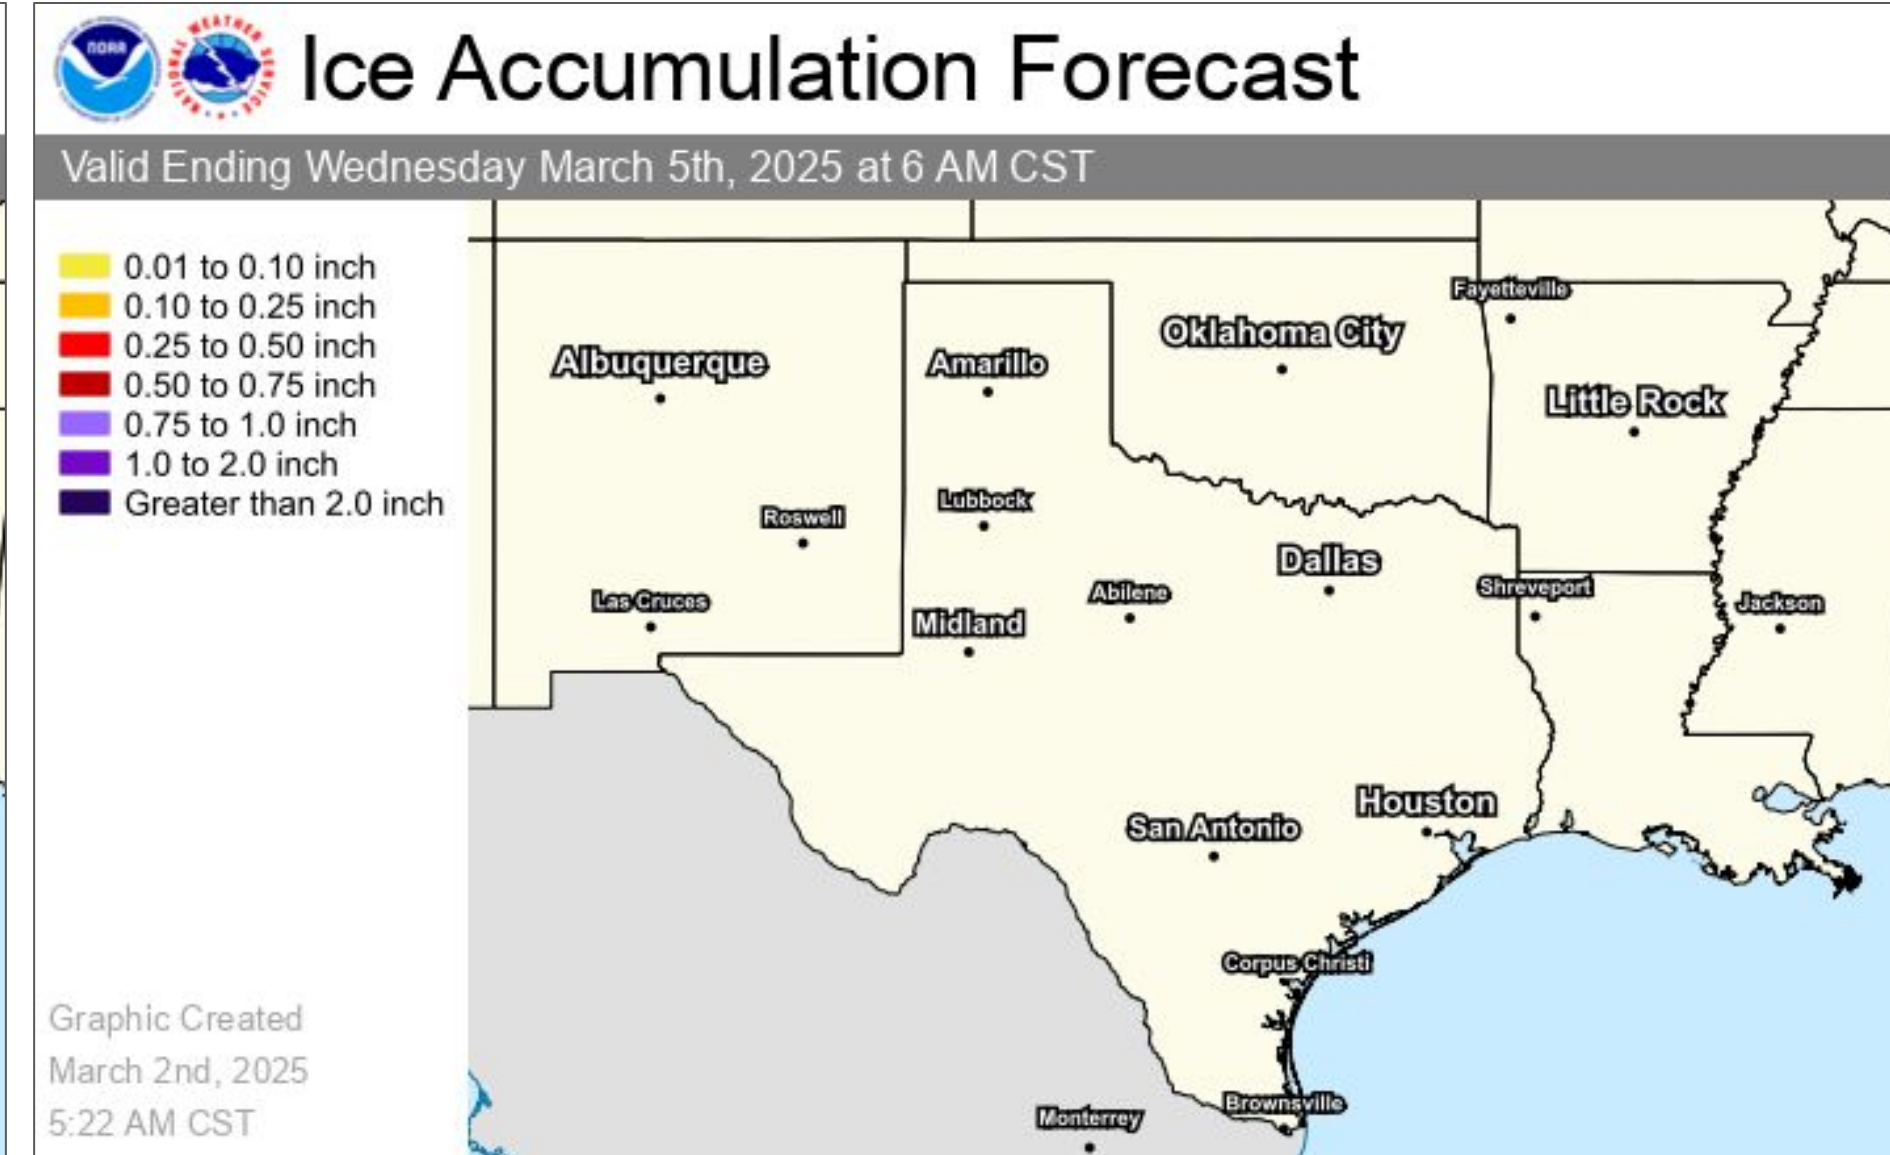 NOAA
NATIONAL WEATHER SERVICE
Ice Accumulation Forecast
Valid Ending Wednesday March 5th, 2025 at 6 AM CST
0.01 to 0.10 inch
0.10 to 0.25 inch
0.25 to 0.50 inch
0.50 to 0.75 inch
0.75 to 1.0 inch
1.0 to 2.0 inch
Greater than 2.0 inch
Fayetteville
Oklahoma City
Albuquerque
Amarillo
Little Rock
Lubbock
Roswell
Dallas
Shreveport
Abilene
Las Cruces
Jackson
Midland
Houston
San Antonio
Corpus Christi
Brownsville
Monterrey
Graphic Created
March 2nd, 2025
5:22 AM CST